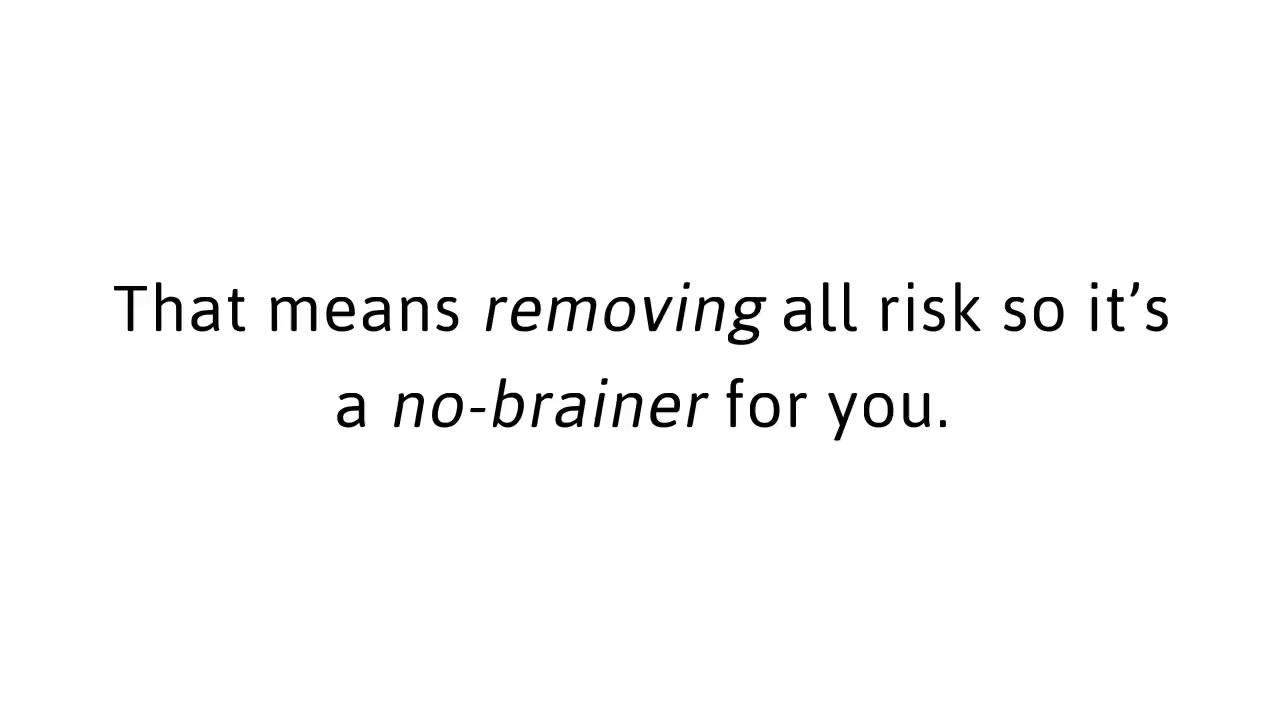 That means removing all risk so it’s
a no-brainer for you.